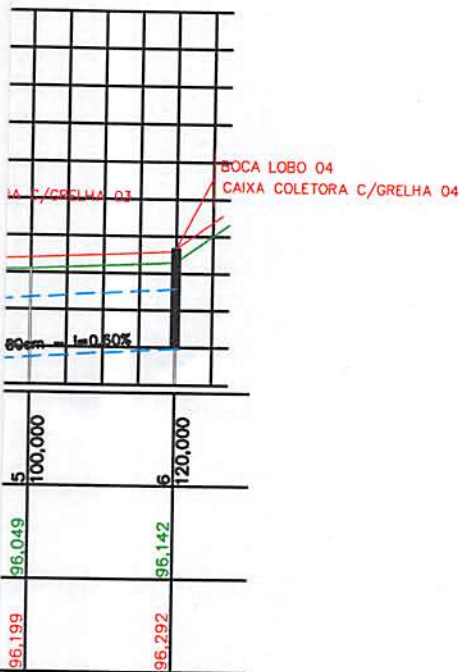 BOCA LOBO 04
CAIXA COLETORA C/GRELHA 04
C/GRELHA 03
80cm - i=0,50%
5
100,000
6
120,000
96,049
96,142
96,199
96,292